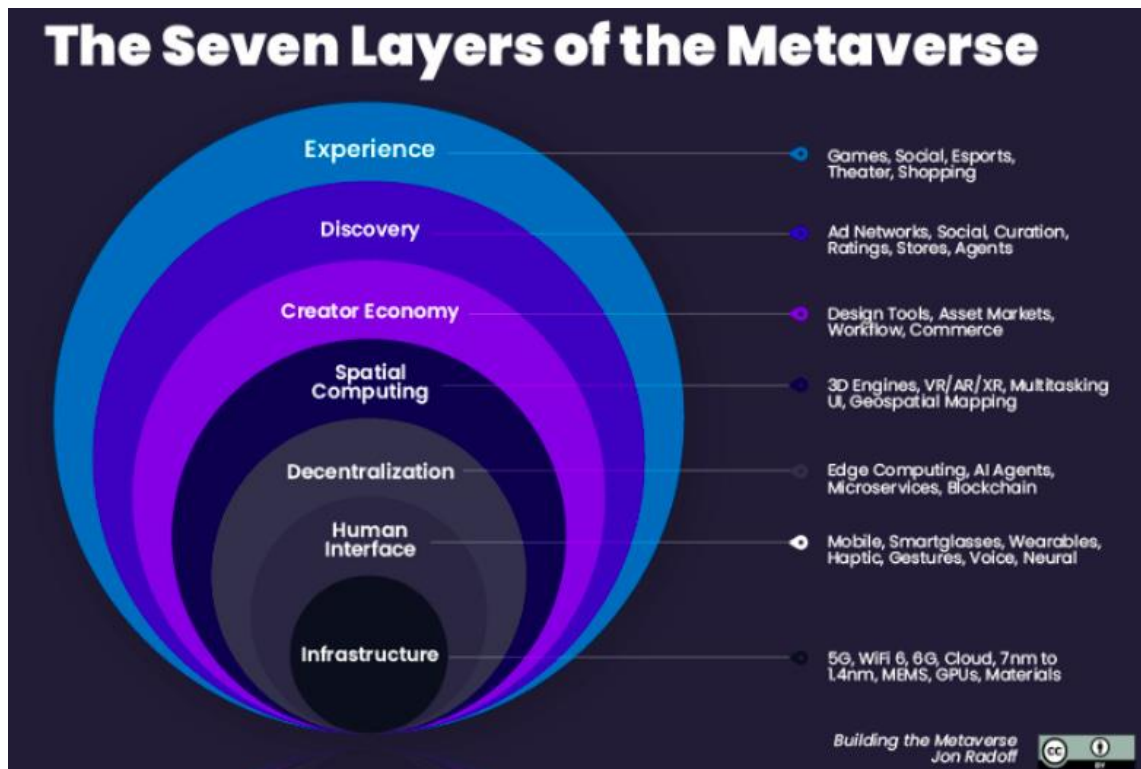 The Seven Layers of the Metaverse
Experience
Games, Social, Esports,
Theater, Shopping
Discovery
Ad Networks, Social, Curation,
Ratings, Stores, Agents
Creator Economy
Design Tools, Asset Markets,
Workflow, Commerce
Spatial
Computing
3D Engines, VR/AR/XR, Multitasking
UI, Geospatial Mapping
Decentralization
Edge Computing, AI Agents,
Microservices, Blockchain
Human
Interface
Mobile, Smartglasses, Wearables,
Haptic, Gestures, Voice, Neural
Infrastructure
5G, WiFi 6, 6G, Cloud, 7nm to
1.4nm, MEMS, GPUs, Materials
Building the Metaverse
Jon Radoff
cc
BY